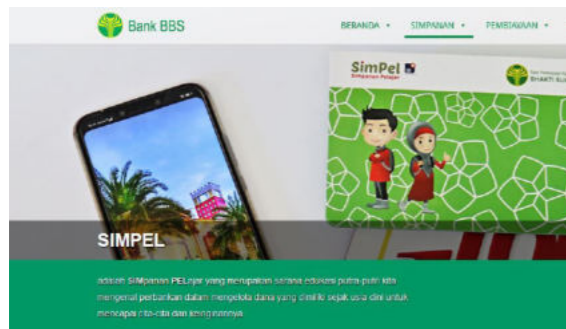 Bank BBS
BERANDA
SIMPANAN
PEMBIAYAAN
SimPel
Simpanan Pelajar
SIMPEL
adalah SIMpanan PELajar yang merupakan sarana edukasi putra-putri kita
mengenal perbankan dalam mengelola dana yang dimiliki sejak usia dini untuk
mencapai cita-cita dan keinginannya